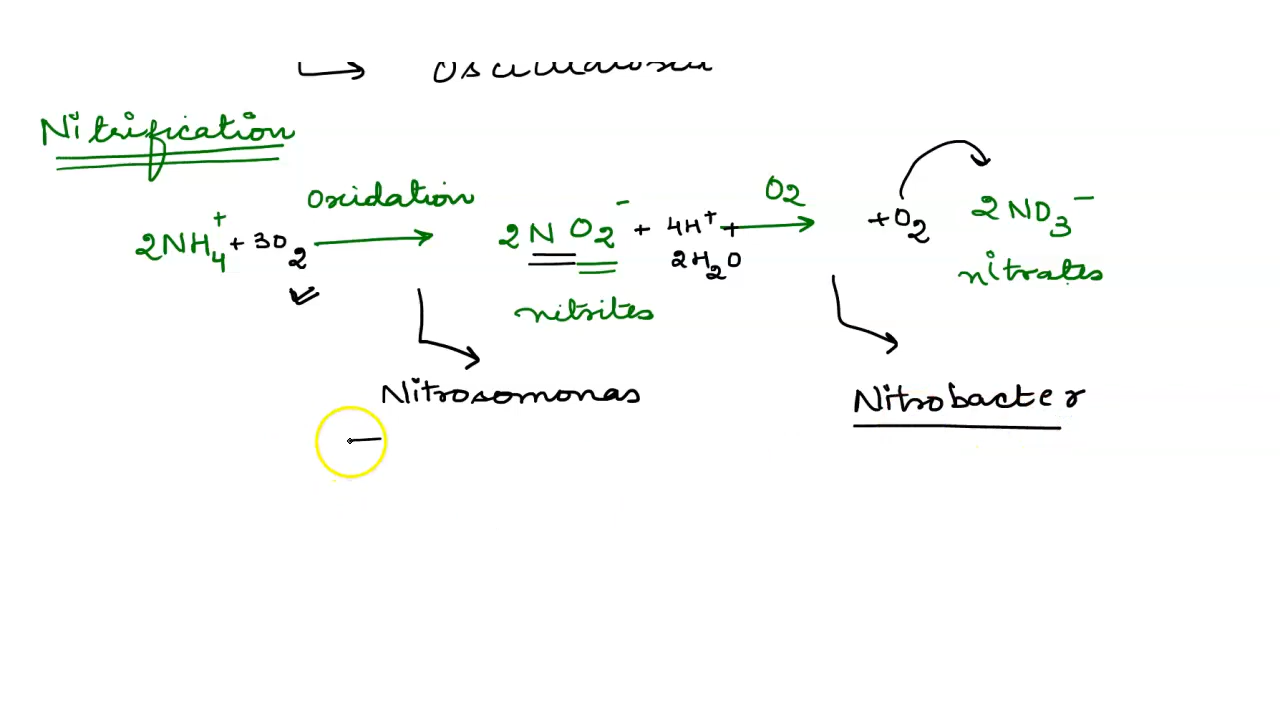 Nitrification
2NH₄⁺ + 3O₂ oxidation → 2NO₂⁻ + 4H⁺ + 2H₂O O₂ → + O₂ 2NO₃⁻
nitrites nitrates
Nitrosomonas Nitrobacter